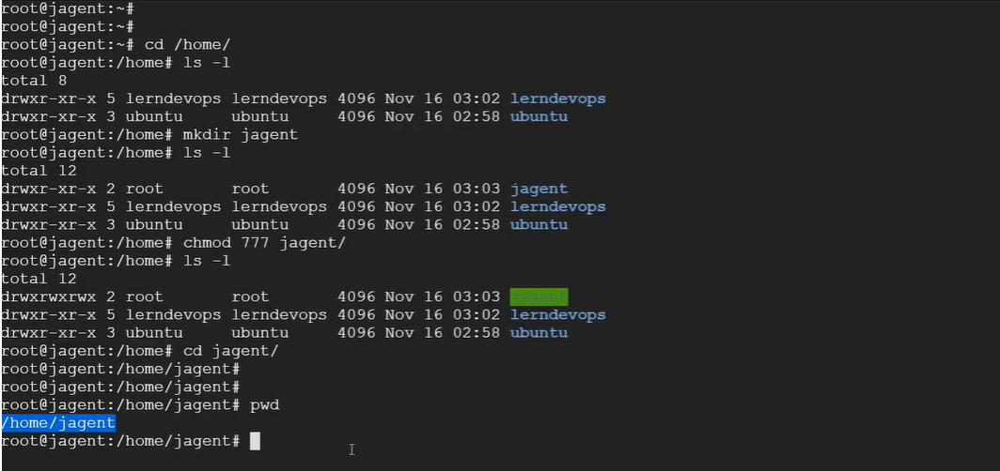 root@jagent:~#
root@jagent:~#
root@jagent:~# cd /home/
root@jagent:/home# ls -l
total 8
drwxr-xr-x 5 lerndevops lerndevops 4096 Nov 16 03:02 lerndevops
drwxr-xr-x 3 ubuntu     ubuntu     4096 Nov 16 02:58 ubuntu
root@jagent:/home# mkdir jagent
root@jagent:/home# ls -l
total 12
drwxr-xr-x 2 root       root       4096 Nov 16 03:03 jagent
drwxr-xr-x 5 lerndevops lerndevops 4096 Nov 16 03:02 lerndevops
drwxr-xr-x 3 ubuntu     ubuntu     4096 Nov 16 02:58 ubuntu
root@jagent:/home# chmod 777 jagent/
root@jagent:/home# ls -l
total 12
drwxrwxrwx 2 root       root       4096 Nov 16 03:03 jagent
drwxr-xr-x 5 lerndevops lerndevops 4096 Nov 16 03:02 lerndevops
drwxr-xr-x 3 ubuntu     ubuntu     4096 Nov 16 02:58 ubuntu
root@jagent:/home# cd jagent/
root@jagent:/home/jagent#
root@jagent:/home/jagent#
root@jagent:/home/jagent# pwd
/home/jagent
root@jagent:/home/jagent#